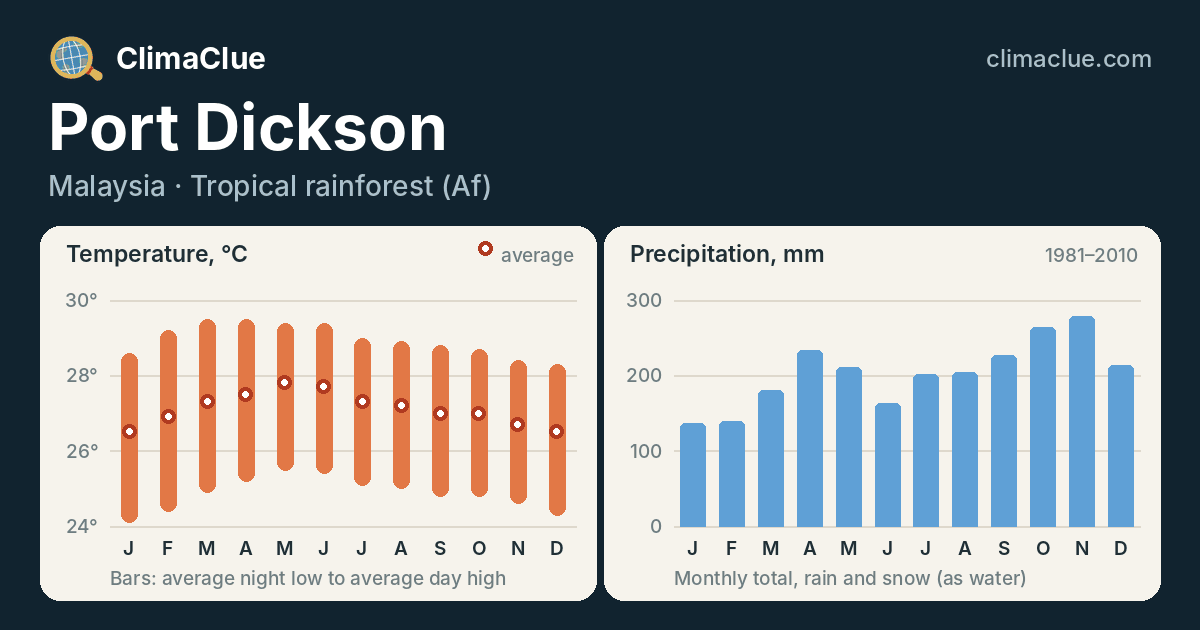 ClimaClue
climaclue.com
Port Dickson
Malaysia · Tropical rainforest (Af)
Temperature, °C
average
30°
28°
26°
24°
J F M A M J J A S O N D
Bars: average night low to average day high
Precipitation, mm
1981–2010
300
200
100
0
J F M A M J J A S O N D
Monthly total, rain and snow (as water)